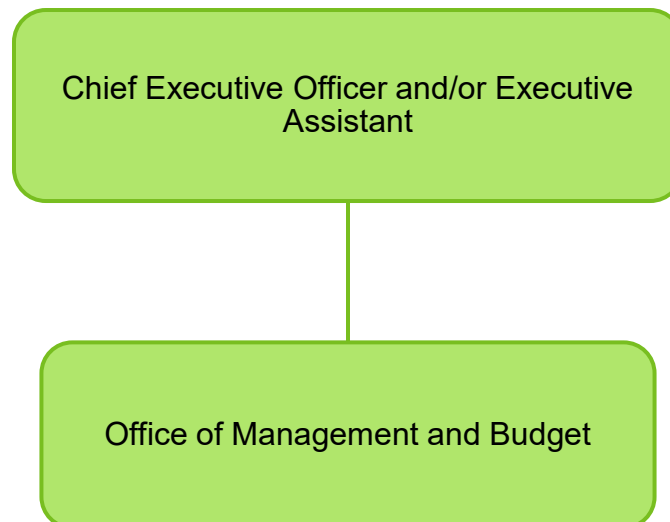 Chief Executive Officer and/or Executive
Assistant
Office of Management and Budget